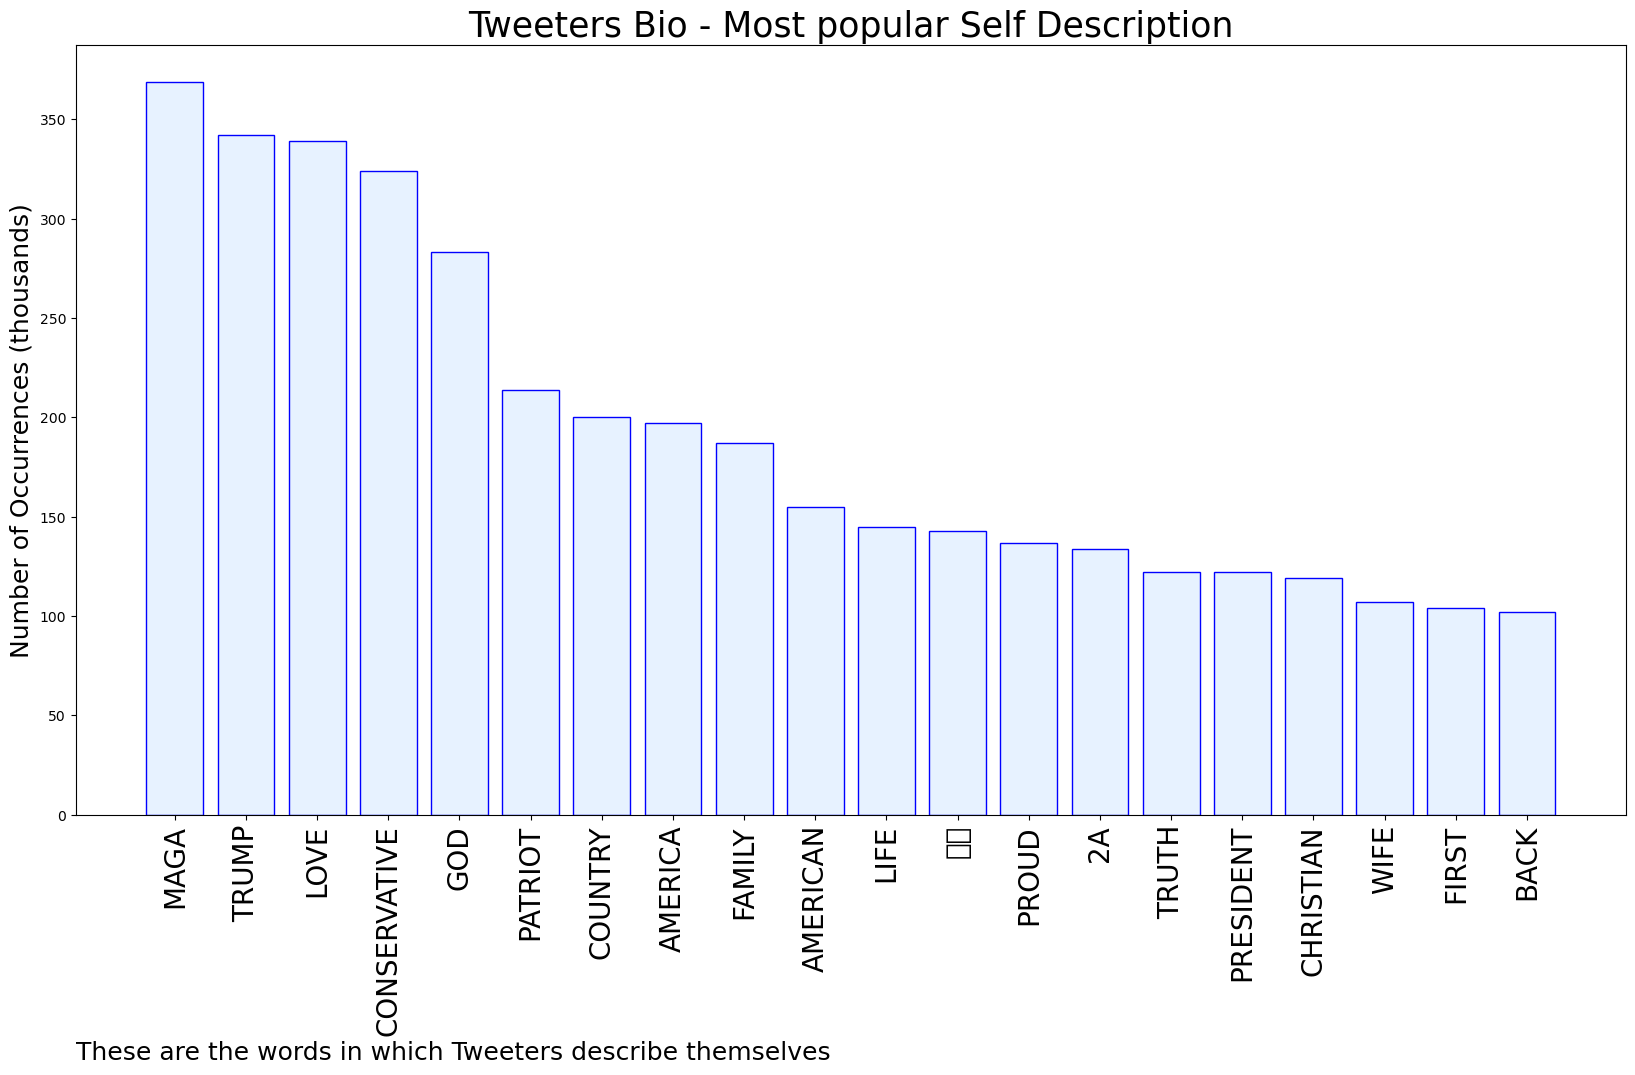 Tweeters Bio - Most popular Self Description
Number of Occurrences (thousands)
350
300
250
200
150
100
50
0
MAGA
TRUMP
LOVE
CONSERVATIVE
GOD
PATRIOT
COUNTRY
AMERICA
FAMILY
AMERICAN
LIFE
PROUD
2A
TRUTH
PRESIDENT
CHRISTIAN
WIFE
FIRST
BACK
These are the words in which Tweeters describe themselves